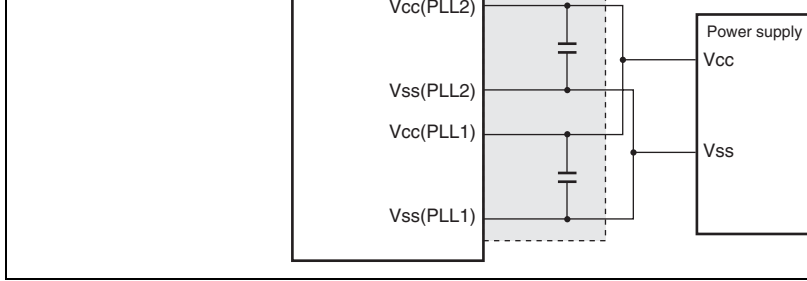 Vcc(PLL2)
Power supply
Vcc
Vss(PLL2)
Vcc(PLL1)
Vss
Vss(PLL1)